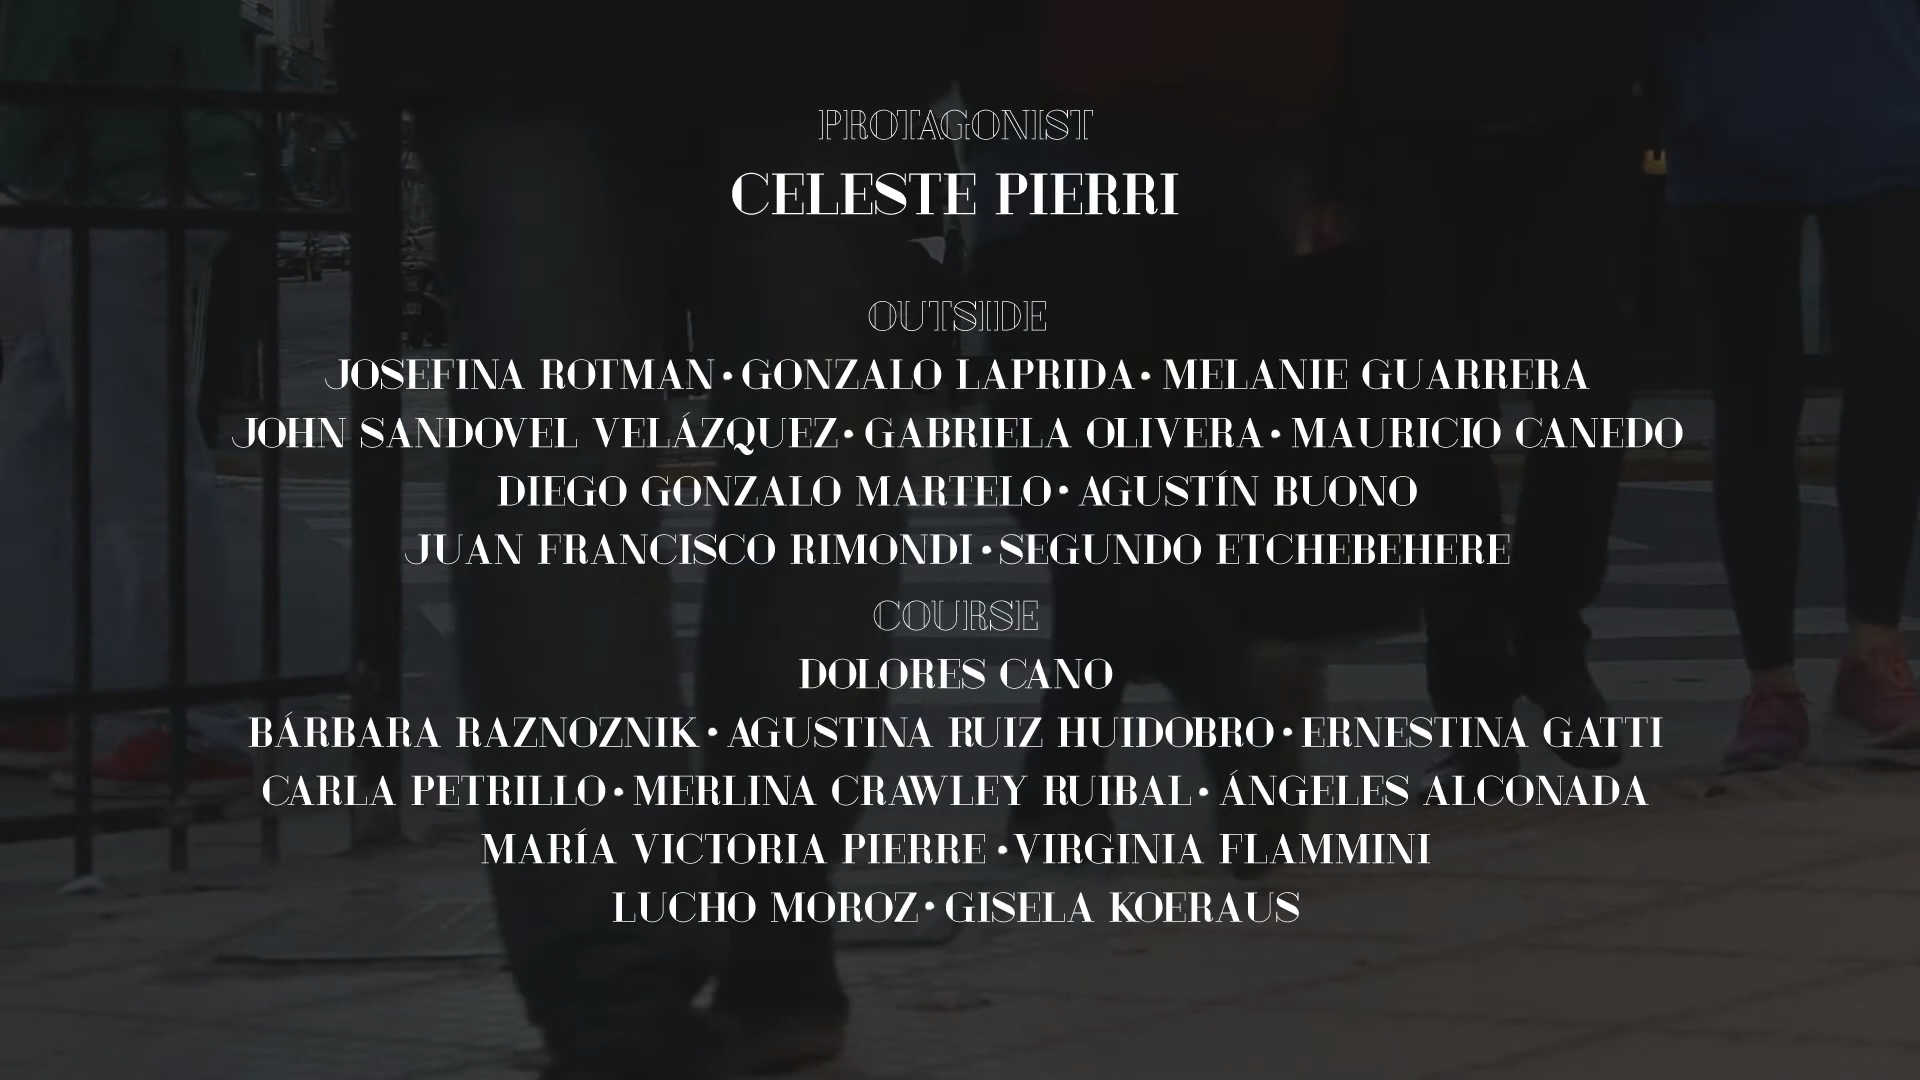 PROTAGONIST
CELESTE PIERRI
OUTSIDE
JOSEFINA ROTMAN • GONZALO LAPRIDA • MELANIE GUARRERA
JOHN SANDOVEL VELÁZQUEZ • GABRIELA OLIVERA • MAURICIO CANEDO
DIEGO GONZALO MARTELO • AGUSTÍN BUONO
JUAN FRANCISCO RIMONDI • SEGUNDO ETCHEBEHERE
COURSE
DOLORES CANO
BÁRBARA RAZNOZNIK • AGUSTINA RUIZ HUIDOBRO • ERNESTINA GATTI
CARLA PETRILLO • MERLINA CRAWLEY RUIBAL • ÁNGELES ALCONADA
MARÍA VICTORIA PIERRE • VIRGINIA FLAMMINI
LUCHO MOROZ • GISELA KOERAUS